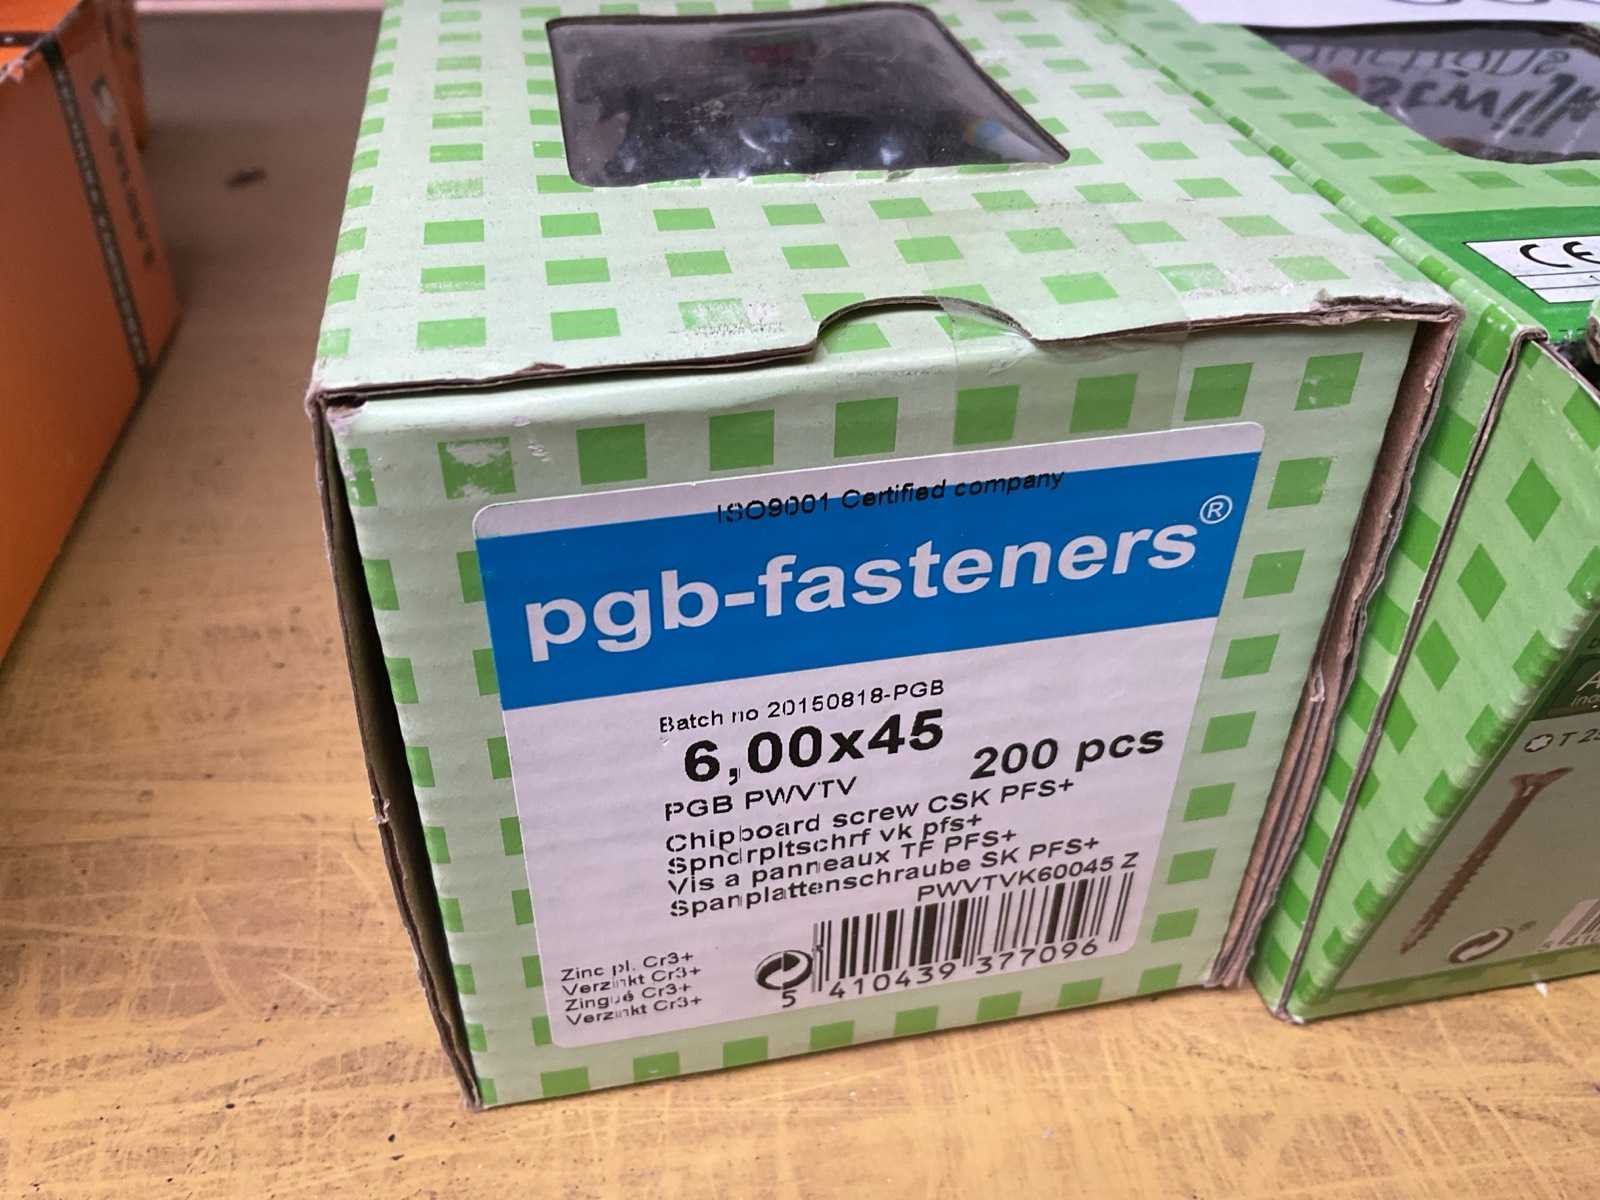 ISO9001 Certified company
pgb-fasteners®
Batch no 20150818-PGB
6,00x45
200 pcs
PGB PWVTV
Chipboard screw CSK PFS+
Spndrpltschrf vk pfs+
Vis a panneaux TF PFS+
Spanplattenschraube SK PFS+
PWVTVK60045 Z
Zinc pl. Cr3+
Verzinkt Cr3+
Zingué Cr3+
Verzinkt Cr3+
5 410439 377096
CE